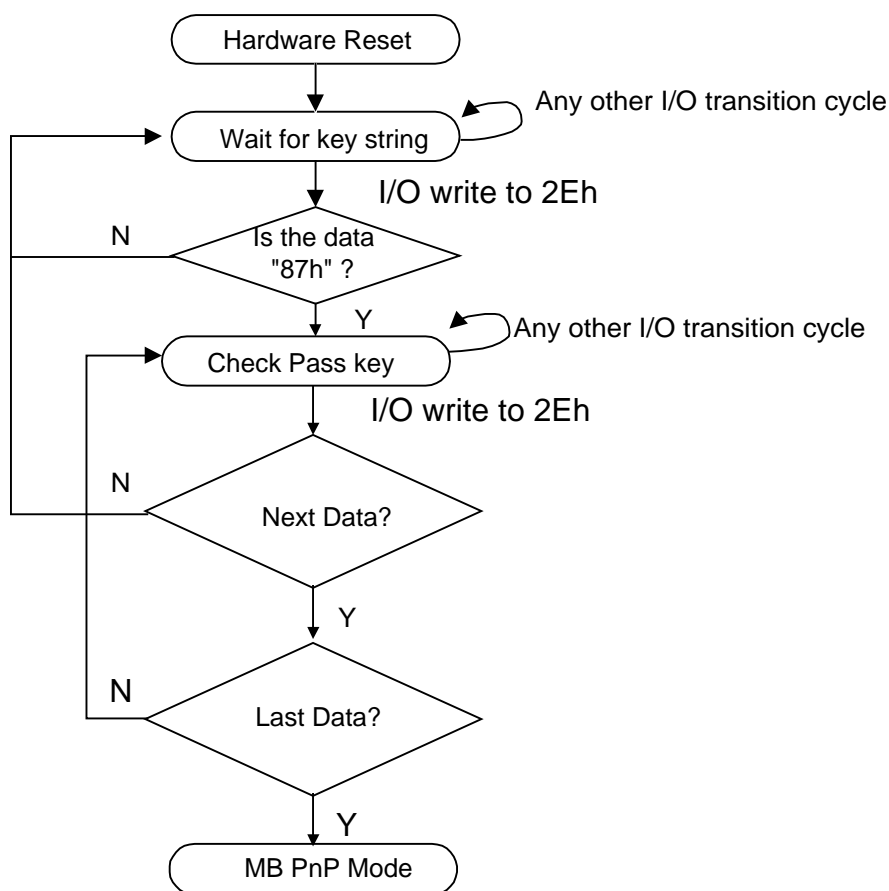 Hardware Reset
Any other I/O transition cycle
Wait for key string
I/O write to 2Eh
N
Is the data
"87h" ?
Y
Any other I/O transition cycle
Check Pass key
I/O write to 2Eh
N
Next Data?
Y
N
Last Data?
Y
MB PnP Mode